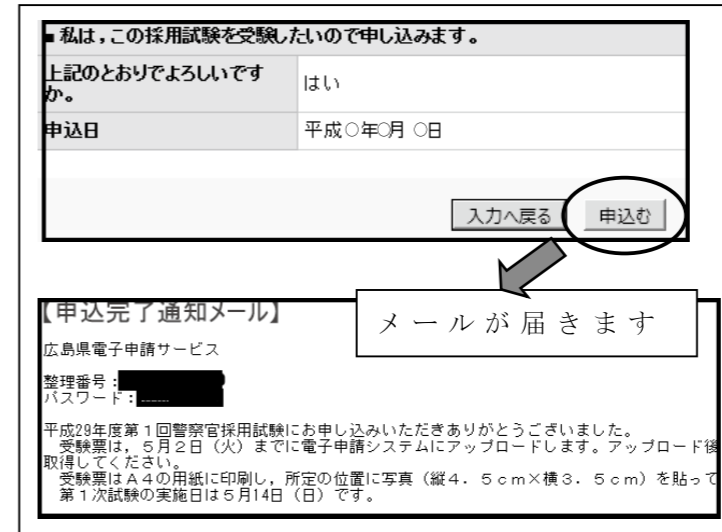 ■私は，この採用試験を受験したいので申し込みます。
上記のとおりでよろしいです
か。
はい
申込日
平成○年○月 ○日
入力へ戻る
申込む
メールが届きます
【申込完了通知メール】
広島県電子申請サービス
整理番号：
パスワード：
平成29年度第１回警察官採用試験にお申し込みいただきありがとうございました。
受験票は，５月２日（火）までに電子申請システムにアップロードします。アップロード後
取得してください。
受験票はＡ４の用紙に印刷し，所定の位置に写真（縦４．５ｃｍ×横３．５ｃｍ）を貼って
第１次試験の実施日は５月14日（日）です。